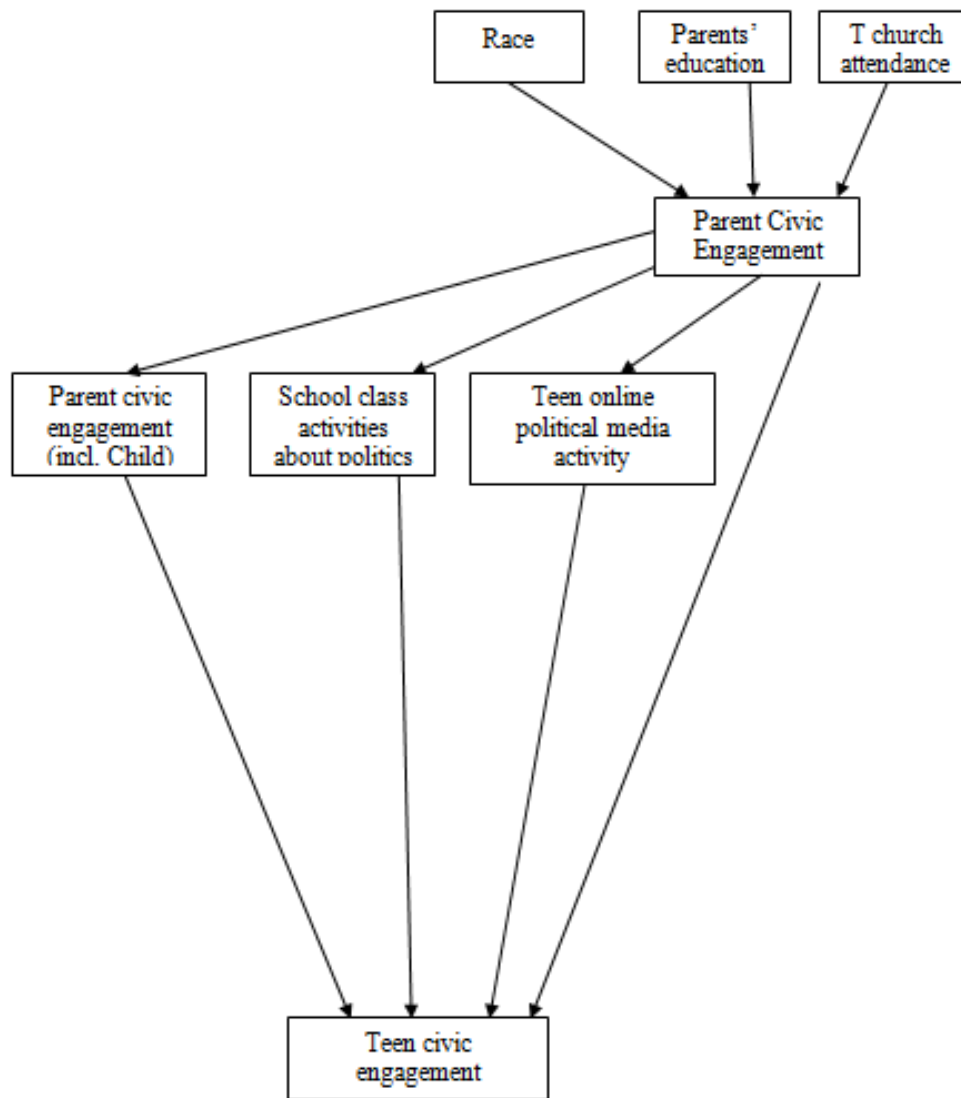 Race
Parents’
education
T church
attendance
Parent Civic
Engagement
Parent civic
engagement
(incl. Child)
School class
activities
about politics
Teen online
political media
activity
Teen civic
engagement